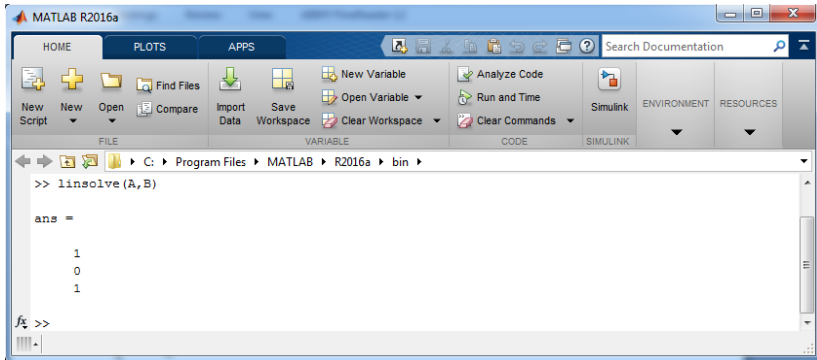 MATLAB R2016a
HOME PLOTS APPS Search Documentation
New Script New Open Find Files Compare Import Data Save Workspace New Variable Open Variable Clear Workspace Analyze Code Run and Time Clear Commands Simulink ENVIRONMENT RESOURCES
FILE VARIABLE CODE SIMULINK
C: Program Files MATLAB R2016a bin
>> linsolve(A,B)
ans =
1
0
1
fx >>